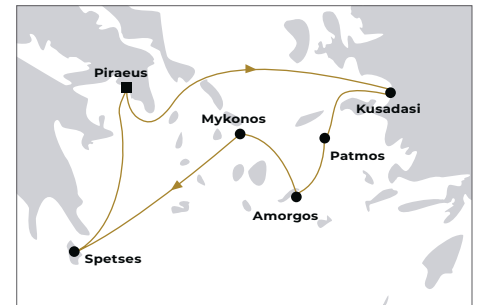 Piraeus
Kusadasi
Mykonos
Patmos
Amorgos
Spetses